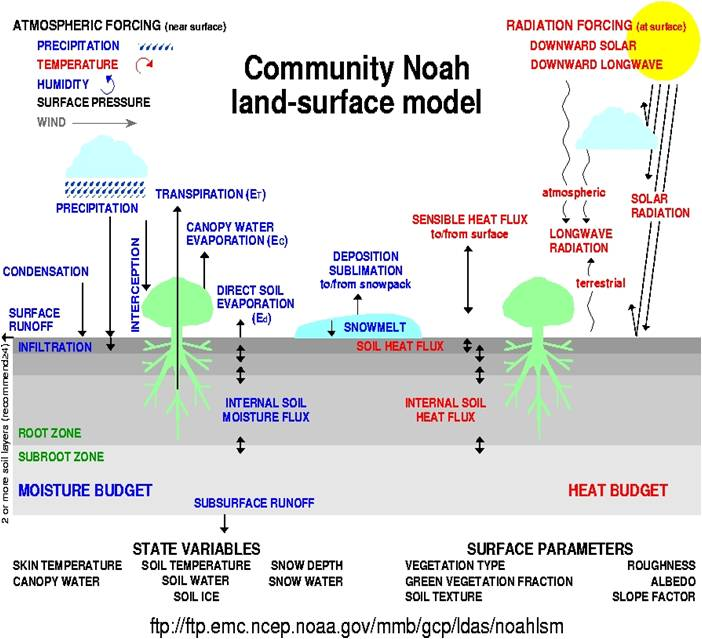 ATMOSPHERIC FORCING (near surface)
PRECIPITATION
TEMPERATURE
HUMIDITY
SURFACE PRESSURE
WIND
Community Noah
land-surface model
RADIATION FORCING (at surface)
DOWNWARD SOLAR
DOWNWARD LONGWAVE
PRECIPITATION
CONDENSATION
SURFACE
RUNOFF
INTERCEPTION
TRANSPIRATION (ET)
CANOPY WATER
EVAPORATION (Ec)
DIRECT SOIL
EVAPORATION
(Ed)
DEPOSITION
SUBLIMATION
to/from snowpack
SNOWMELT
SENSIBLE HEAT FLUX
to/from surface
atmospheric
LONGWAVE
RADIATION
terrestrial
SOLAR
RADIATION
INFILTRATION
SOIL HEAT FLUX
INTERNAL SOIL
MOISTURE FLUX
INTERNAL SOIL
HEAT FLUX
ROOT ZONE
SUBROOT ZONE
2 or more soil layers (recommend≥4)
MOISTURE BUDGET
SUBSURFACE RUNOFF
HEAT BUDGET
STATE VARIABLES
SKIN TEMPERATURE
CANOPY WATER
SOIL TEMPERATURE
SOIL WATER
SOIL ICE
SNOW DEPTH
SNOW WATER
SURFACE PARAMETERS
VEGETATION TYPE
GREEN VEGETATION FRACTION
SOIL TEXTURE
ROUGHNESS
ALBEDO
SLOPE FACTOR
ftp://ftp.emc.ncep.noaa.gov/mmb/gcp/ldas/noahlsm